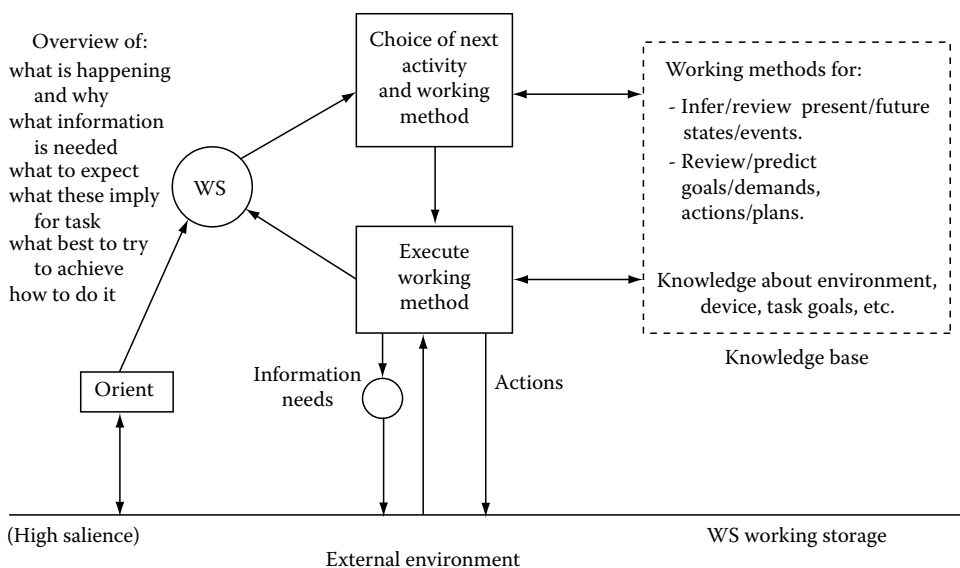 Overview of:
what is happening
and why
what information
is needed
what to expect
what these imply
for task
what best to try
to achieve
how to do it
WS
Choice of next
activity
and working
method
Execute
working
method
Working methods for:
- Infer/review present/future
states/events.
- Review/predict
goals/demands,
actions/plans.
Knowledge about environment,
device, task goals, etc.
Knowledge base
Orient
Information
needs
Actions
(High salience)
External environment
WS working storage